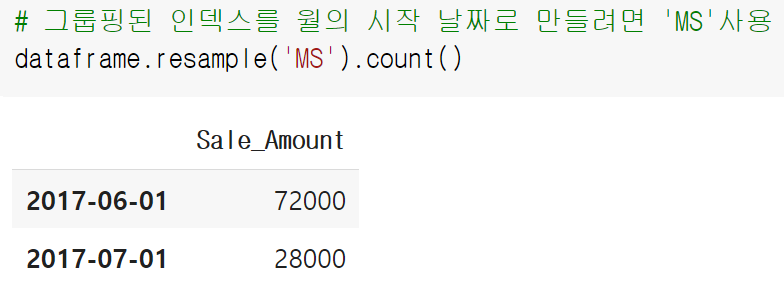 # 그룹핑된 인덱스를 월의 시작 날짜로 만들려면 'MS'사용
dataframe.resample('MS').count()
Sale_Amount
2017-06-01 72000
2017-07-01 28000